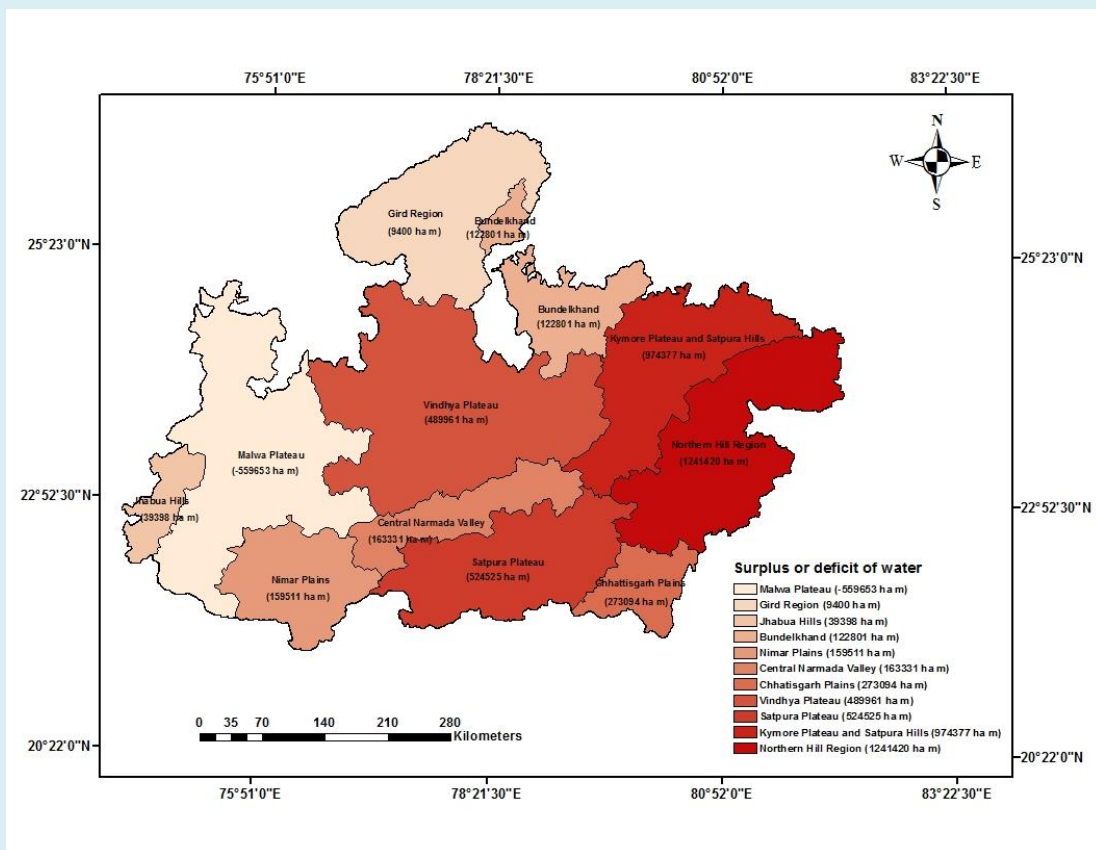 75°51'0"E 78°21'30"E 80°52'0"E 83°22'30"E
N
W E
S
25°23'0"N
25°23'0"N
Gird Region
(9400 ha m)
Bundelkhand
(122801 ha m)
Bundelkhand
(122801 ha m)
Kymore Plateau and Satpura Hills
(974377 ha m)
Vindhya Plateau
(489961 ha m)
Northern Hill Region
(1241420 ha m)
Malwa Plateau
(-559653 ha m)
22°52'30"N
22°52'30"N
Jhabua Hills
(39398 ha m)
Central Narmada Valley
(163331 ha m)
Satpura Plateau
(524525 ha m)
Nimar Plains
(159511 ha m)
Chhattisgarh Plains
(273094 ha m)
Surplus or deficit of water
Malwa Plateau (-559653 ha m)
Gird Region (9400 ha m)
Jhabua Hills (39398 ha m)
Bundelkhand (122801 ha m)
Nimar Plains (159511 ha m)
Central Narmada Valley (163331 ha m)
Chhatisgarh Plains (273094 ha m)
Vindhya Plateau (489961 ha m)
Satpura Plateau (524525 ha m)
Kymore Plateau and Satpura Hills (974377 ha m)
Northern Hill Region (1241420 ha m)
0 35 70 140 210 280
Kilometers
20°22'0"N
20°22'0"N
75°51'0"E 78°21'30"E 80°52'0"E 83°22'30"E